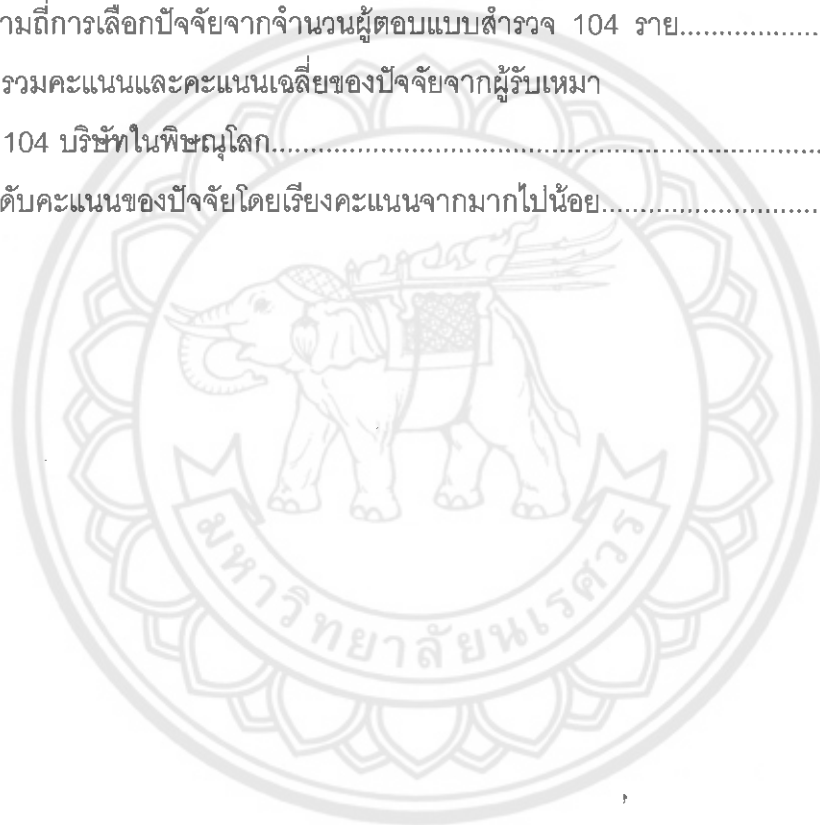 ามถี่การเลือกปัจจัยจากจำนวนผู้ตอบแบบสำรวจ 104 ราย..................
รวมคะแนนและคะแนนเฉลี่ยของปัจจัยจากผู้รับเหมา
104 บริษัทในพิษณุโลก..................................................................
ดับคะแนนของปัจจัยโดยเรียงคะแนนจากมากไปน้อย..........................
มหาวิทยาลัยนเรศวร